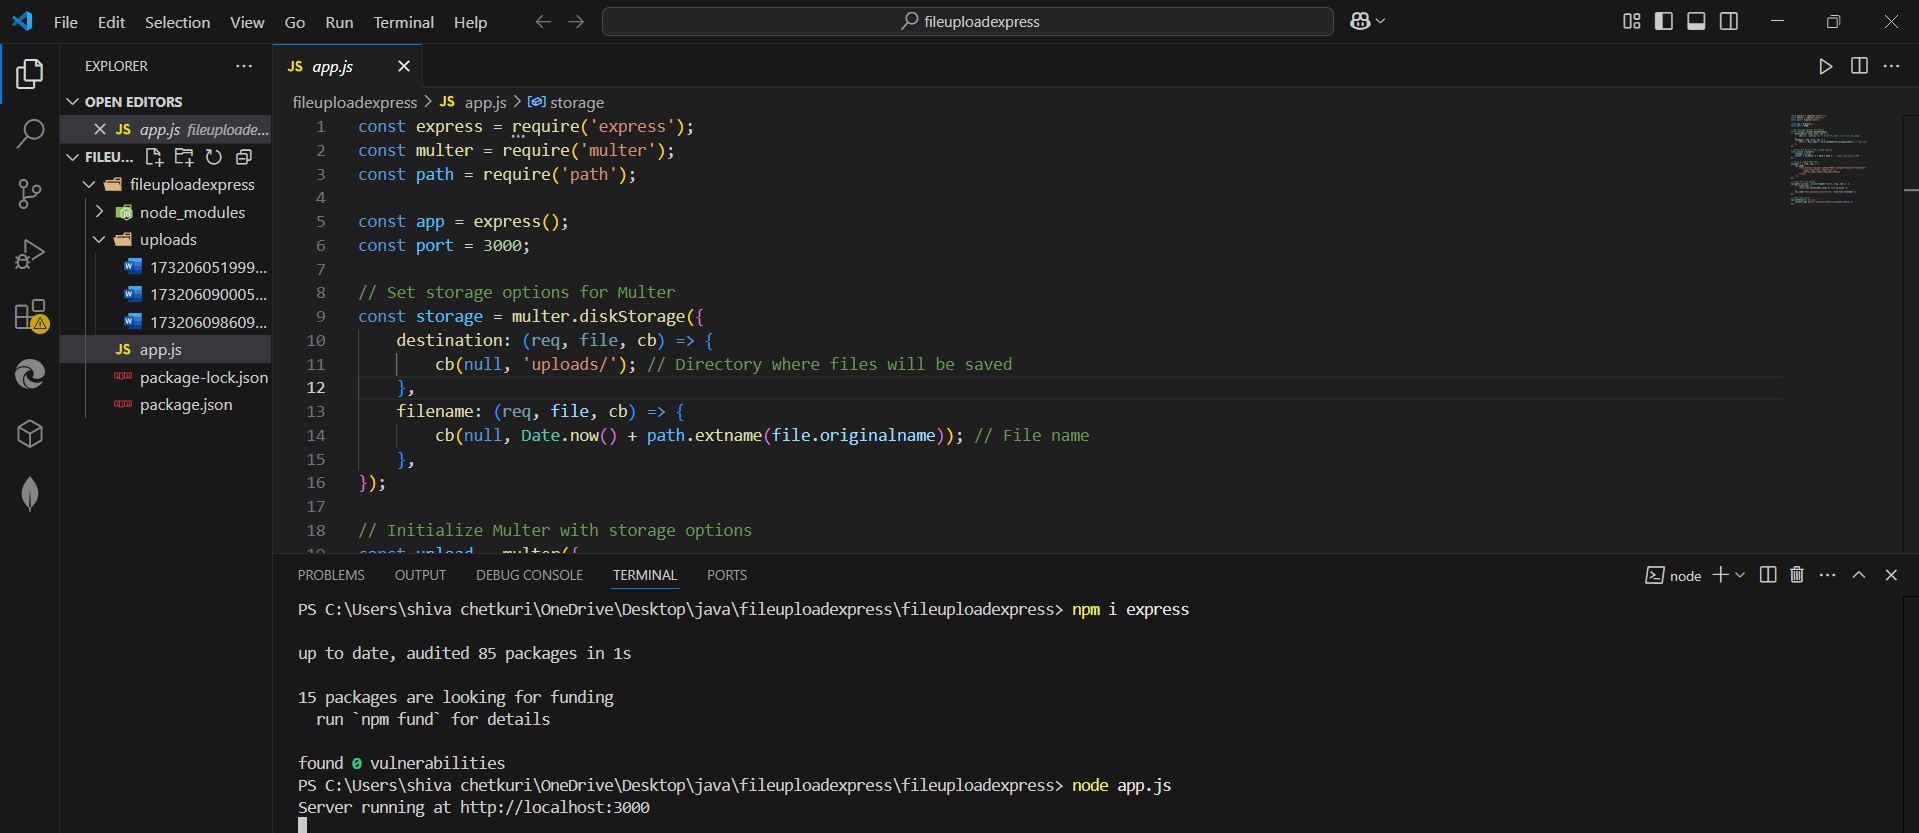 File Edit Selection View Go Run Terminal Help
fileuploadexpress
EXPLORER
OPEN EDITORS
JS app.js fileuploade...
FILEU...
fileuploadexpress
node_modules
uploads
173206051999...
173206090005...
173206098609...
JS app.js
package-lock.json
package.json
JS app.js
fileuploadexpress > JS app.js > storage
1 const express = require('express');
2 const multer = require('multer');
3 const path = require('path');
4
5 const app = express();
6 const port = 3000;
7
8 // Set storage options for Multer
9 const storage = multer.diskStorage({
10 destination: (req, file, cb) => {
11 cb(null, 'uploads/'); // Directory where files will be saved
12 },
13 filename: (req, file, cb) => {
14 cb(null, Date.now() + path.extname(file.originalname)); // File name
15 },
16 });
17
18 // Initialize Multer with storage options
19 const upload = multer({
PROBLEMS OUTPUT DEBUG CONSOLE TERMINAL PORTS
node
PS C:\Users\shiva chetkuri\OneDrive\Desktop\java\fileuploadexpress\fileuploadexpress> npm i express
up to date, audited 85 packages in 1s
15 packages are looking for funding
run `npm fund` for details
found 0 vulnerabilities
PS C:\Users\shiva chetkuri\OneDrive\Desktop\java\fileuploadexpress\fileuploadexpress> node app.js
Server running at http://localhost:3000